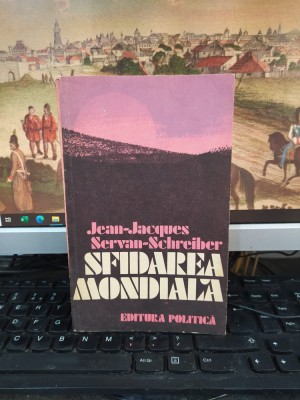 Jean-Jacques
Servan-Schreiber
SFIDAREA
MONDIALĂ
EDITURA POLITICĂ